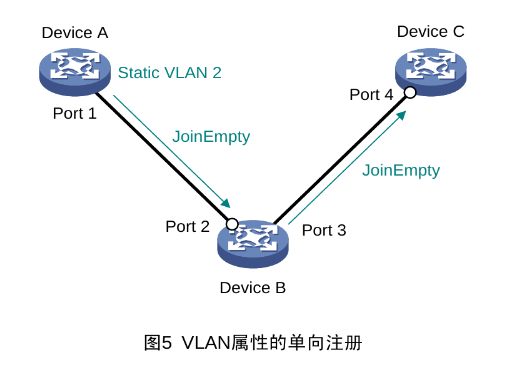 Device A
Device C
Static VLAN 2
Port 4
Port 1
JoinEmpty
JoinEmpty
Port 2
Port 3
Device B
图5 VLAN属性的单向注册